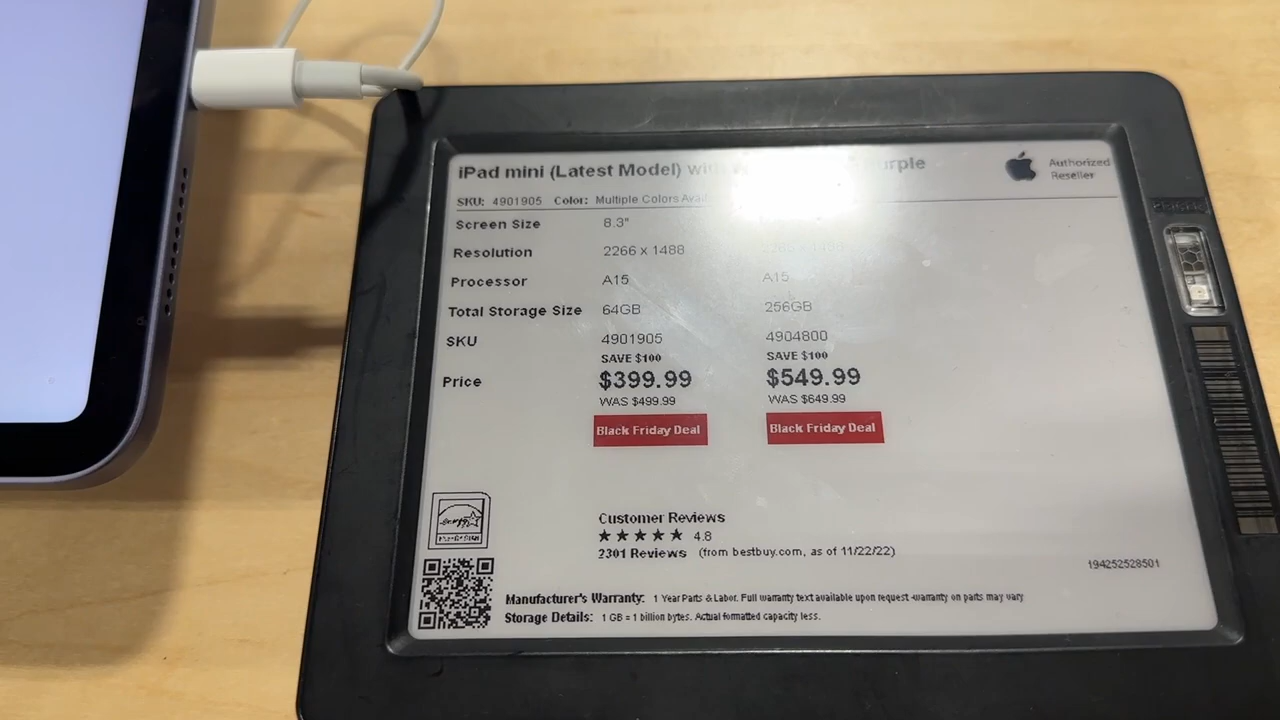 iPad mini (Latest Model) with Purple
Authorized
Reseller
SKU: 4901905 Color: Multiple Colors
Screen Size 8.3"
Resolution 2266 x 1488
Processor A15 A15
Total Storage Size 64GB 256GB
SKU 4901905 4904800
SAVE $100 SAVE $100
Price $399.99 $549.99
WAS $499.99 WAS $649.99
Black Friday Deal Black Friday Deal
Customer Reviews
★★★★★ 4.8
2301 Reviews (from bestbuy.com, as of 11/22/22)
194252528501
Manufacturer's Warranty: 1 Year Parts & Labor. Full warranty text available upon request -warranty on parts may vary
Storage Details: 1 GB = 1 billion bytes. Actual formatted capacity less.